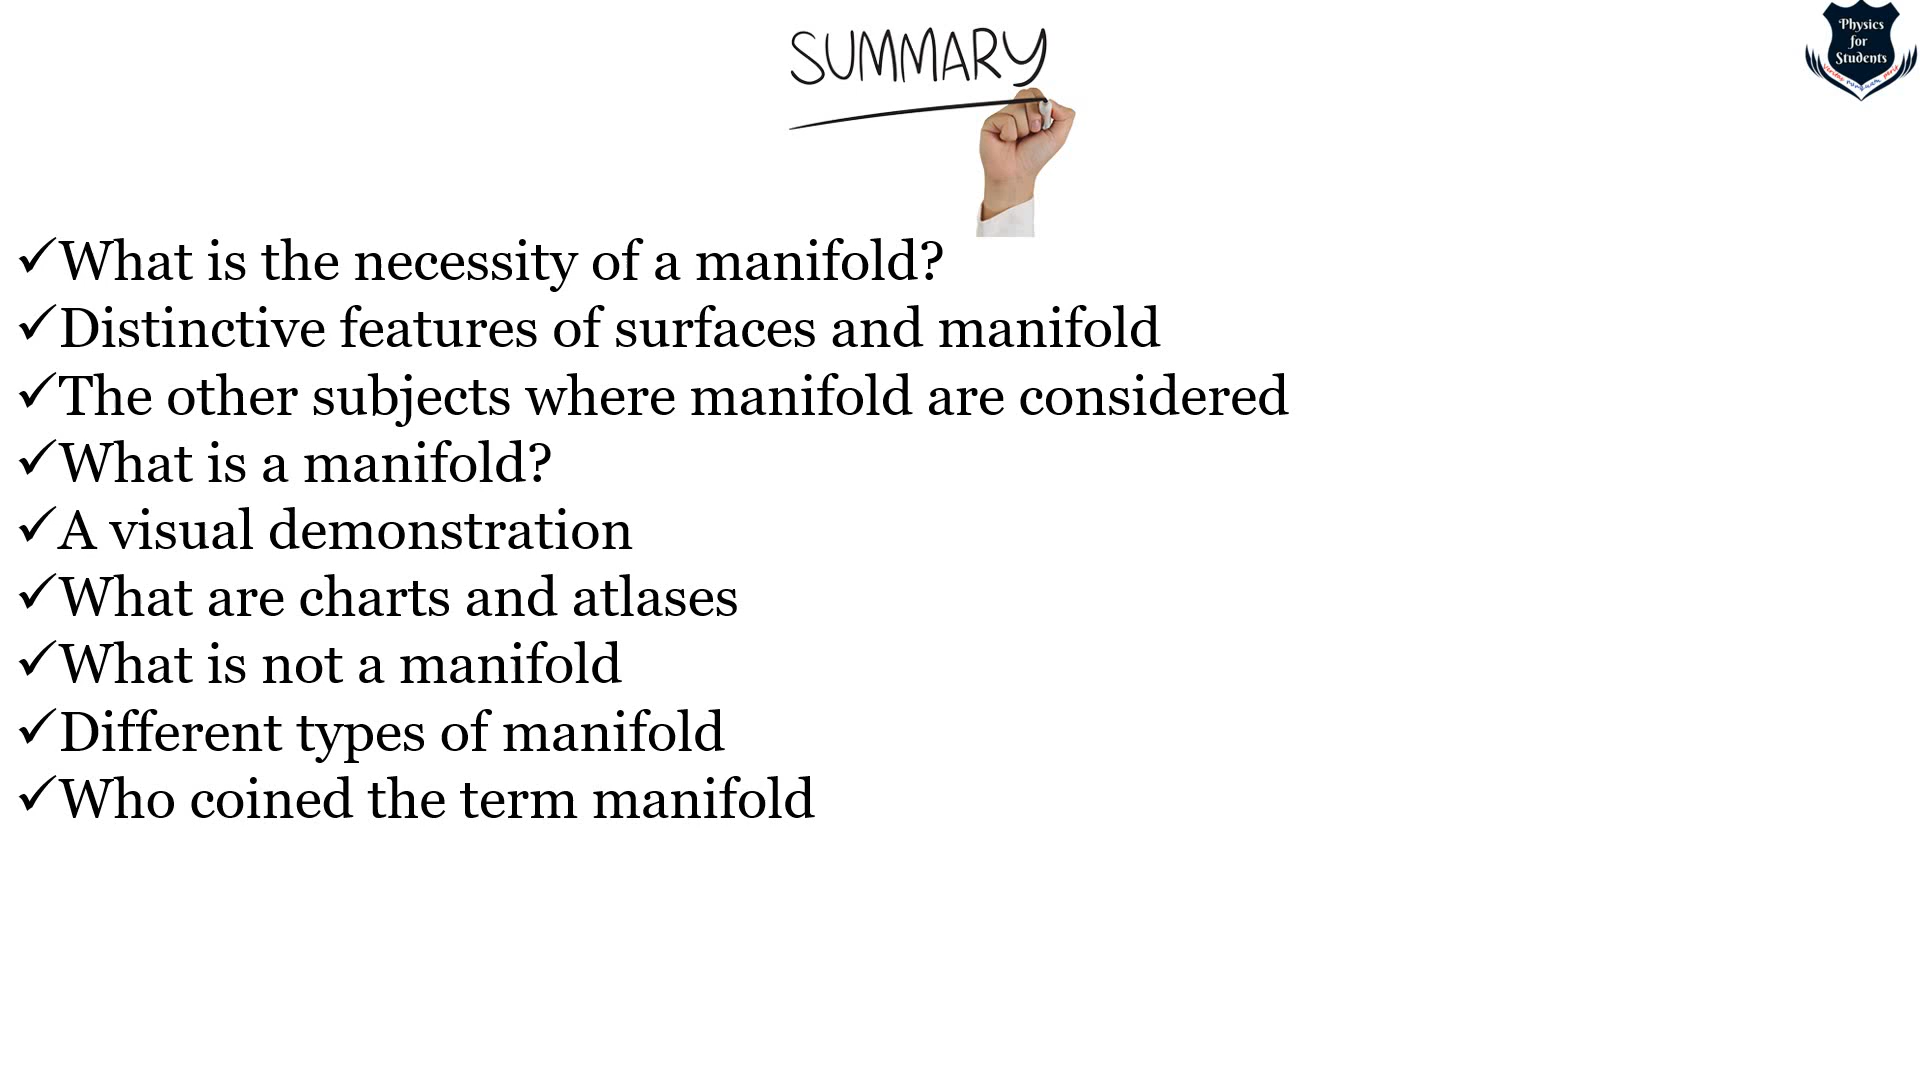 SUMMARY
Physics
for
Students
✓What is the necessity of a manifold?
✓Distinctive features of surfaces and manifold
✓The other subjects where manifold are considered
✓What is a manifold?
✓A visual demonstration
✓What are charts and atlases
✓What is not a manifold
✓Different types of manifold
✓Who coined the term manifold